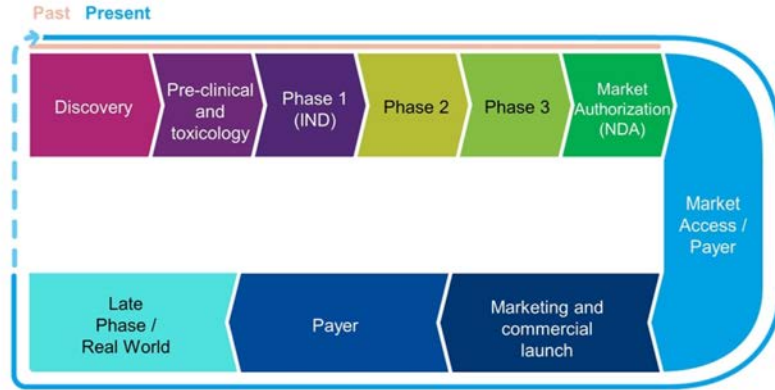 Past Present
Discovery
Pre-clinical
and
toxicology
Phase 1
(IND)
Phase 2
Phase 3
Market
Authorization
(NDA)
Market
Access /
Payer
Marketing and
commercial
launch
Payer
Late
Phase /
Real World